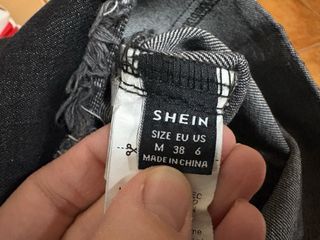 SHEIN
SIZE EU US
M 38 6
MADE IN CHINA